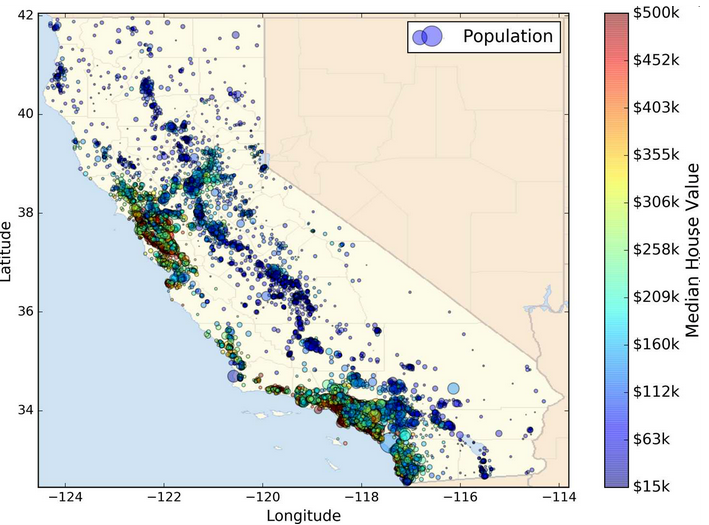 Population
42
40
38
36
34
Latitude
−124
−122
−120
−118
−116
−114
Longitude
$500k
$452k
$403k
$355k
$306k
$258k
$209k
$160k
$112k
$63k
$15k
Median House Value